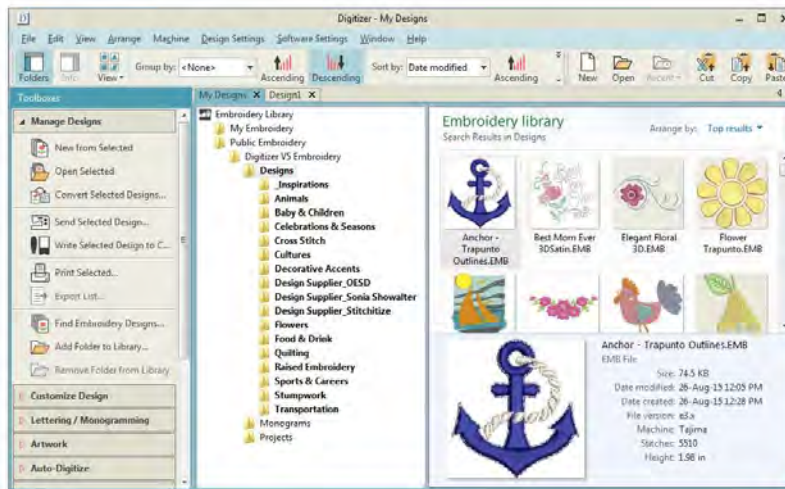 Digitizer - My Designs
File Edit View Arrange Machine Design Settings Software Settings Window Help
Folders Info View Group by: <None> Ascending Descending Sort by: Date modified Ascending New Open Recent Cut Copy Paste
Toolboxes
Manage Designs
New from Selected
Open Selected
Convert Selected Designs...
Send Selected Design...
Write Selected Design to C...
Print Selected...
Export List...
Find Embroidery Designs...
Add Folder to Library...
Remove Folder from Library
Customize Design
Lettering / Monogramming
Artwork
Auto-Digitize
My Designs X Design1 X
Embroidery Library
My Embroidery
Public Embroidery
Digitizer V5 Embroidery
Designs
_Inspirations
Animals
Baby & Children
Celebrations & Seasons
Cross Stitch
Cultures
Decorative Accents
Design Supplier_OESD
Design Supplier_Sonia Showalter
Design Supplier_Stitchitize
Flowers
Food & Drink
Quilting
Raised Embroidery
Sports & Careers
Stumpwork
Transportation
Monograms
Projects
Embroidery library
Search Results in Designs
Arrange by: Top results
Anchor - Trapunto Outlines.EMB
Best Mom Ever 3DSatin.EMB
Elegant Floral 3D.EMB
Flower Trapunto.EMB
Anchor - Trapunto Outlines.EMB
EMB File
Size: 74.5 KB
Date modified: 26-Aug-15 12:05 PM
Date created: 26-Aug-15 12:28 PM
File version: e3.x
Machine: Tajima
Stitches: 5510
Height: 1.98 in